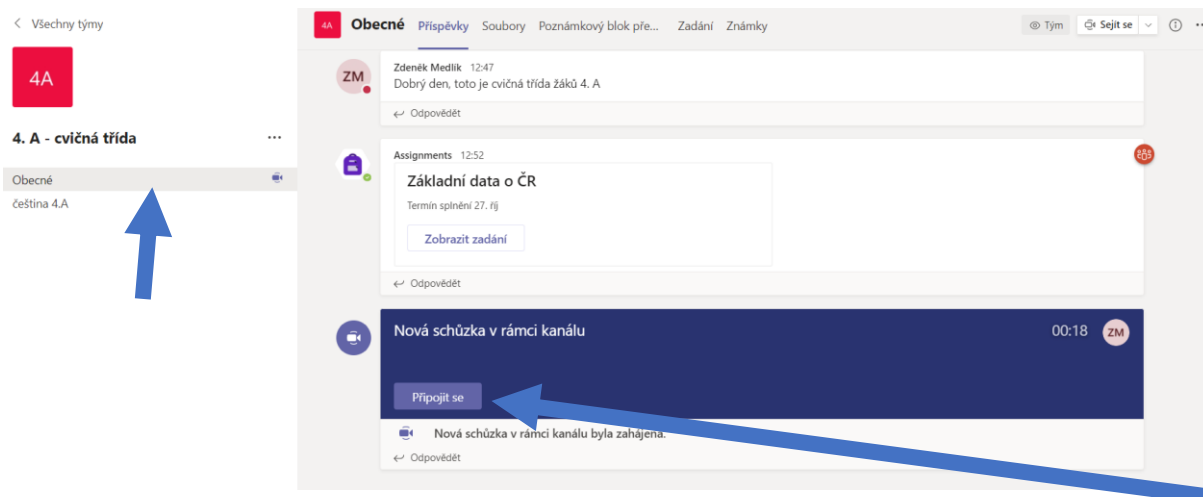 Všechny týmy
4A
4. A - cvičná třída
Obecné
čeština 4.A
4A Obecné Příspěvky Soubory Poznámkový blok pře... Zadání Známky Tým Sejít se
ZM Zdeněk Medlík 12:47
Dobrý den, toto je cvičná třída žáků 4. A
Odpovědět
Assignments 12:52
Základní data o ČR
Termín splnění 27. říj
Zobrazit zadání
Odpovědět
Nová schůzka v rámci kanálu 00:18 ZM
Připojit se
Nová schůzka v rámci kanálu byla zahájena.
Odpovědět